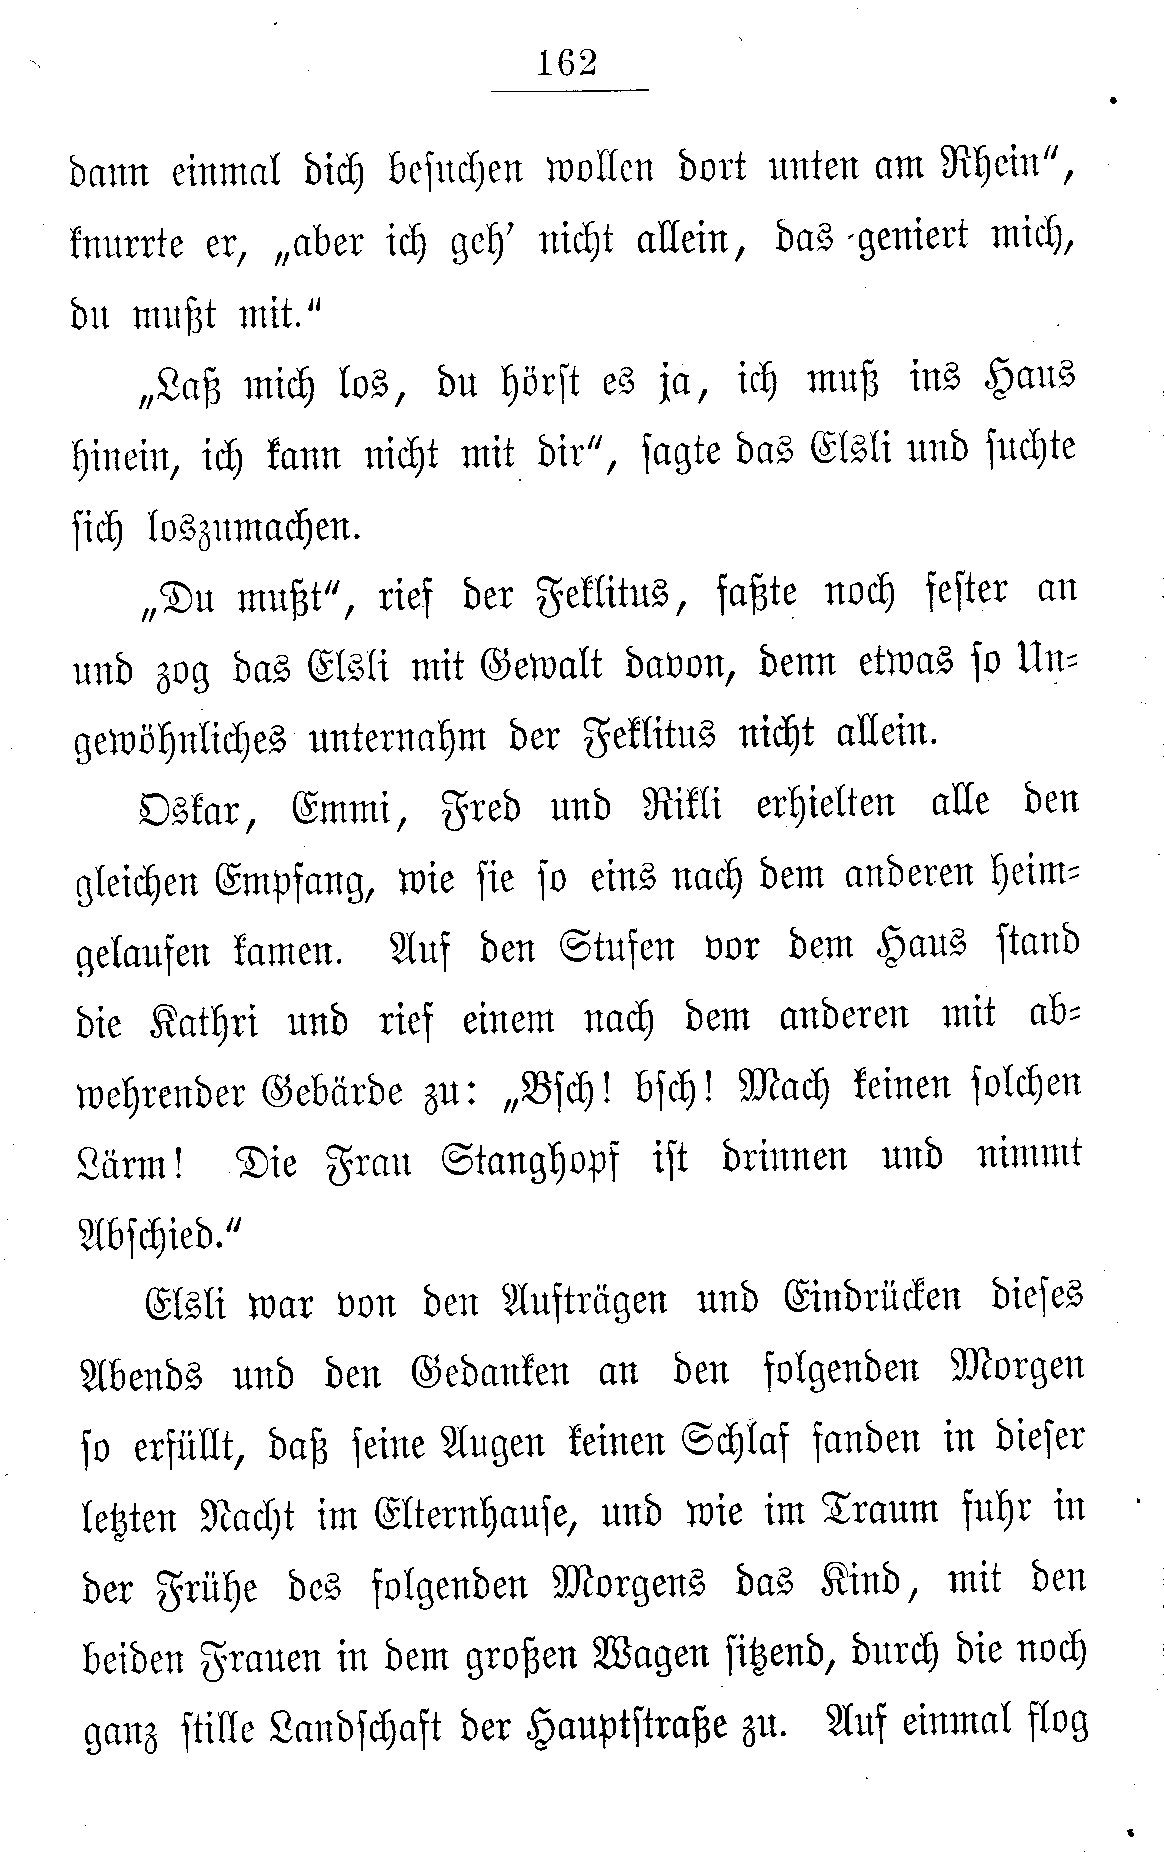 162
dann einmal dich besuchen wollen dort unten am Rhein“,
knurrte er, „aber ich geh’ nicht allein, das geniert mich,
du mußt mit.“
„Laß mich los, du hörst es ja, ich muß ins Haus
hinein, ich kann nicht mit dir“, sagte das Elsli und suchte
sich loszumachen.
„Du mußt“, rief der Feklitus, faßte noch fester an
und zog das Elsli mit Gewalt davon, denn etwas so Un-
gewöhnliches unternahm der Feklitus nicht allein.
Oskar, Emmi, Fred und Rikli erhielten alle den
gleichen Empfang, wie sie so eins nach dem anderen heim-
gelaufen kamen. Auf den Stufen vor dem Haus stand
die Kathri und rief einem nach dem anderen mit ab-
wehrender Gebärde zu: „Bsch! bsch! Mach keinen solchen
Lärm! Die Frau Stanghopf ist drinnen und nimmt
Abschied.“
Elsli war von den Aufträgen und Eindrücken dieses
Abends und den Gedanken an den folgenden Morgen
so erfüllt, daß seine Augen keinen Schlaf fanden in dieser
letzten Nacht im Elternhause, und wie im Traum fuhr in
der Frühe des folgenden Morgens das Kind, mit den
beiden Frauen in dem großen Wagen sitzend, durch die noch
ganz stille Landschaft der Hauptstraße zu. Auf einmal flog